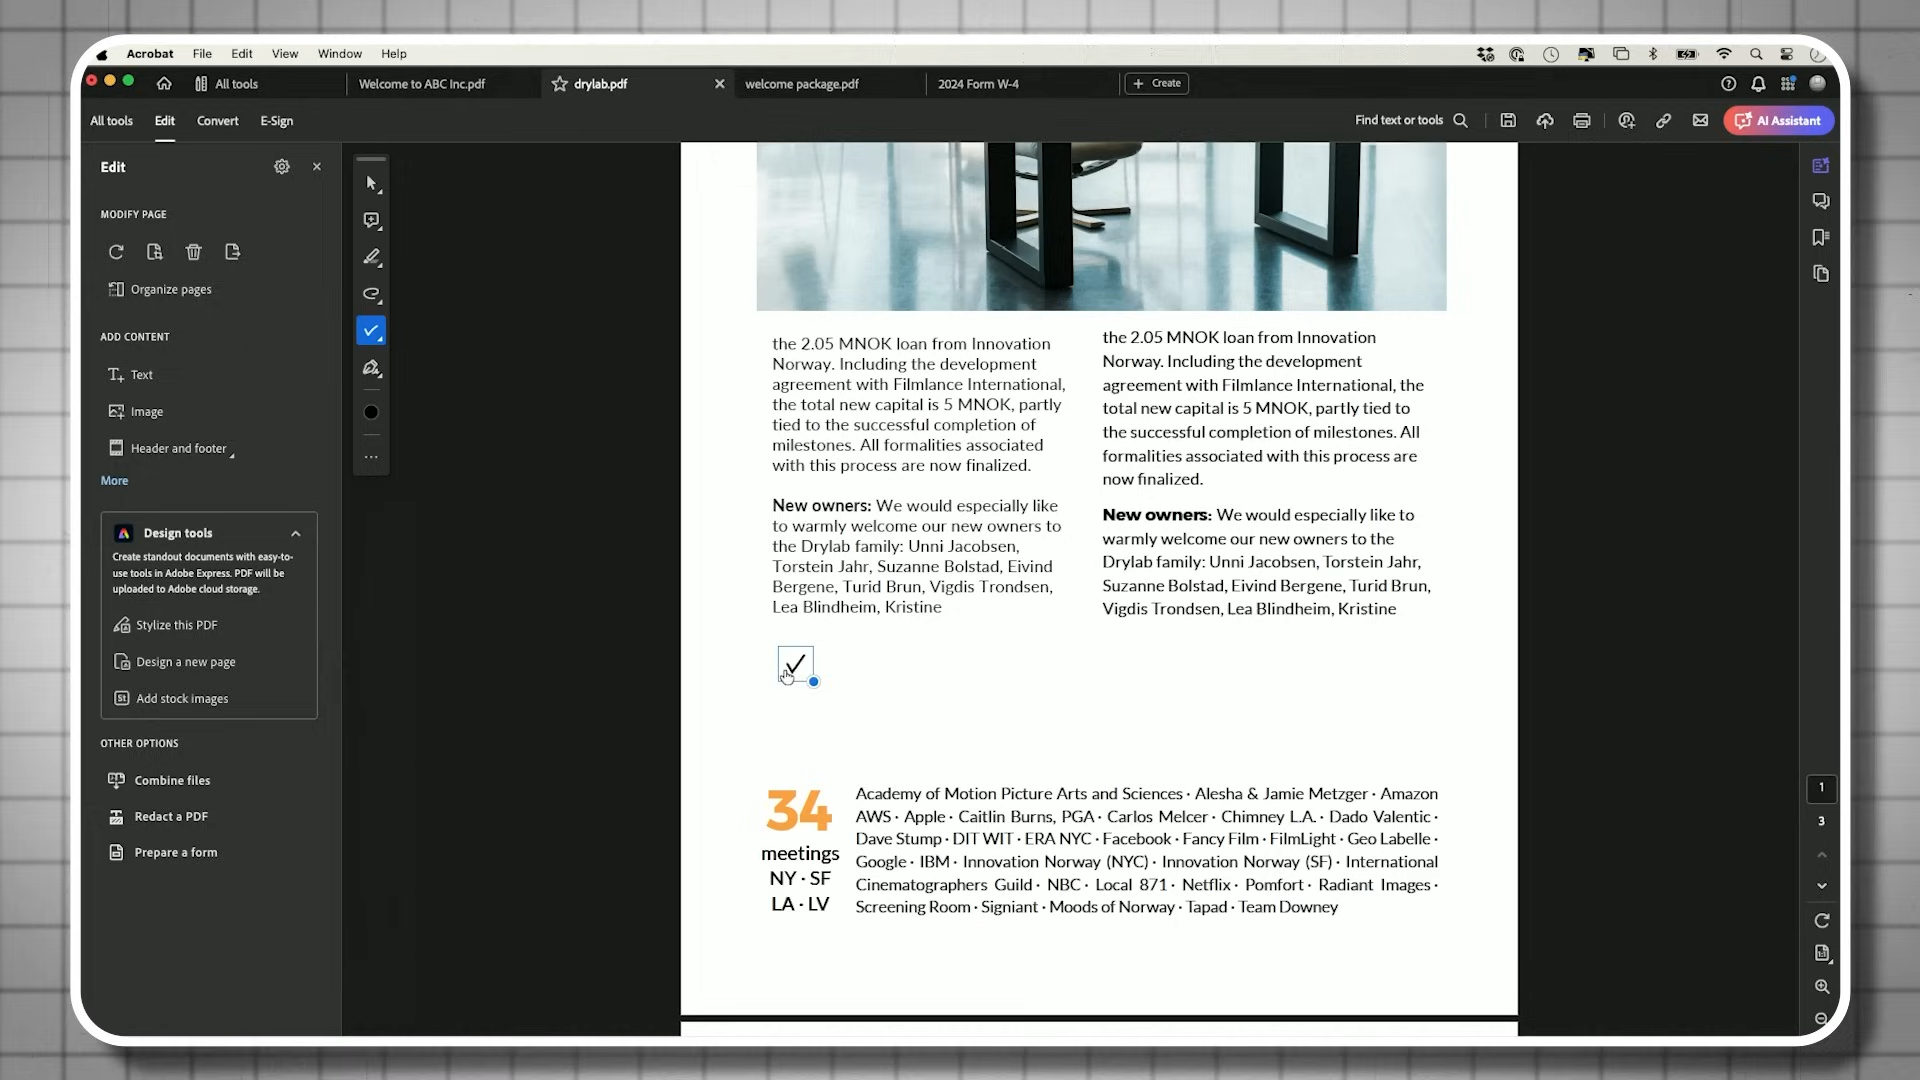 Acrobat File Edit View Window Help
All tools Welcome to ABC Inc.pdf drylab.pdf welcome package.pdf 2024 Form W-4 Create
All tools Edit Convert E-Sign Find text or tools AI Assistant
Edit
MODIFY PAGE
Organize pages
ADD CONTENT
Text
Image
Header and footer
More
Design tools
Create standout documents with easy-to-
use tools in Adobe Express. PDF will be
uploaded to Adobe cloud storage.
Stylize this PDF
Design a new page
St Add stock images
OTHER OPTIONS
Combine files
Redact a PDF
Prepare a form
the 2.05 MNOK loan from Innovation
Norway. Including the development
agreement with Filmlance International,
the total new capital is 5 MNOK, partly
tied to the successful completion of
milestones. All formalities associated
with this process are now finalized.
New owners: We would especially like
to warmly welcome our new owners to
the Drylab family: Unni Jacobsen,
Torstein Jahr, Suzanne Bolstad, Eivind
Bergene, Turid Brun, Vigdis Trondsen,
Lea Blindheim, Kristine
the 2.05 MNOK loan from Innovation
Norway. Including the development
agreement with Filmlance International, the
total new capital is 5 MNOK, partly tied to
the successful completion of milestones. All
formalities associated with this process are
now finalized.
New owners: We would especially like to
warmly welcome our new owners to the
Drylab family: Unni Jacobsen, Torstein Jahr,
Suzanne Bolstad, Eivind Bergene, Turid Brun,
Vigdis Trondsen, Lea Blindheim, Kristine
34
meetings
NY · SF
LA · LV
Academy of Motion Picture Arts and Sciences · Alesha & Jamie Metzger · Amazon
AWS · Apple · Caitlin Burns, PGA · Carlos Melcer · Chimney L.A. · Dado Valentic ·
Dave Stump · DIT WIT · ERA NYC · Facebook · Fancy Film · FilmLight · Geo Labelle ·
Google · IBM · Innovation Norway (NYC) · Innovation Norway (SF) · International
Cinematographers Guild · NBC · Local 871 · Netflix · Pomfort · Radiant Images ·
Screening Room · Signiant · Moods of Norway · Tapad · Team Downey
1
3